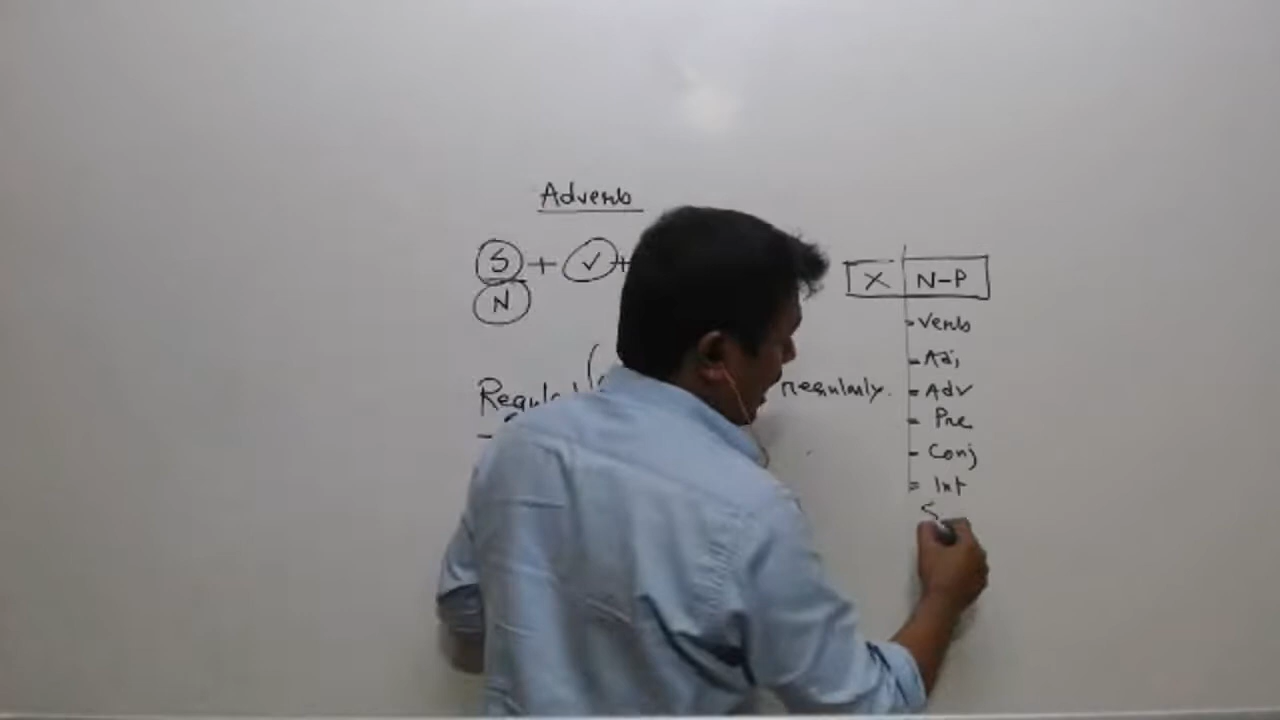 Adverb
S + V +
N
X N-P
- Verb
- Adj
regularly. - Adv
- Pre
- Conj
- Int